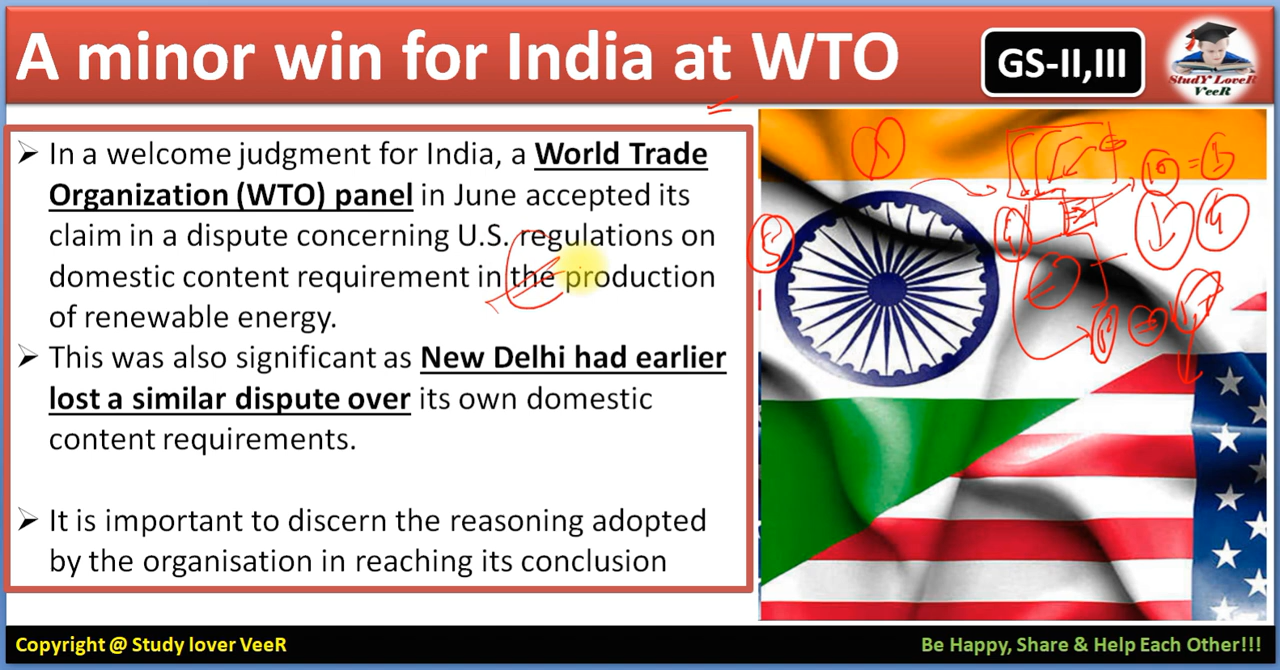 A minor win for India at WTO
GS-II,III
StudY LoveR
VeeR
➢ In a welcome judgment for India, a World Trade
Organization (WTO) panel in June accepted its
claim in a dispute concerning U.S. regulations on
domestic content requirement in the production
of renewable energy.
➢ This was also significant as New Delhi had earlier
lost a similar dispute over its own domestic
content requirements.
➢ It is important to discern the reasoning adopted
by the organisation in reaching its conclusion
Copyright @ Study lover VeeR
Be Happy, Share & Help Each Other!!!